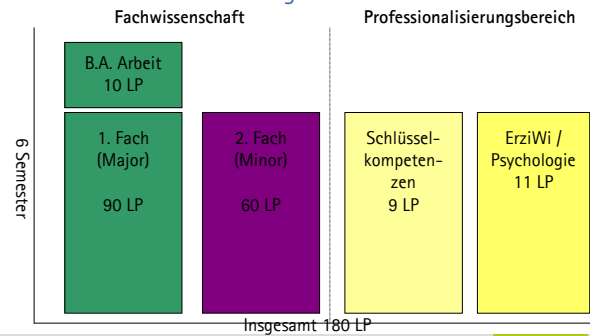 Fachwissenschaft
Professionalisierungsbereich
B.A. Arbeit
10 LP
1. Fach
(Major)
90 LP
2. Fach
(Minor)
60 LP
Schlüssel-
kompeten-
zen
9 LP
ErziWi /
Psychologie
11 LP
6 Semester
Insgesamt 180 LP